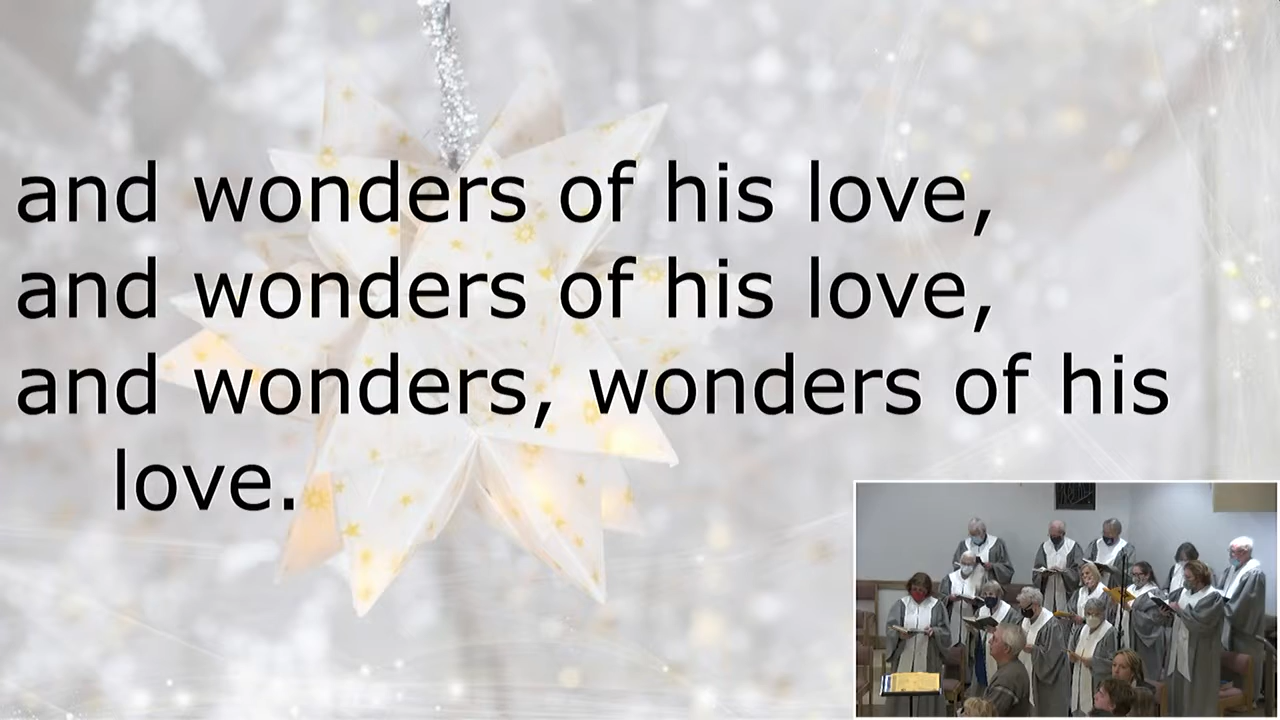 and wonders of his love,
and wonders of his love,
and wonders, wonders of his
love.